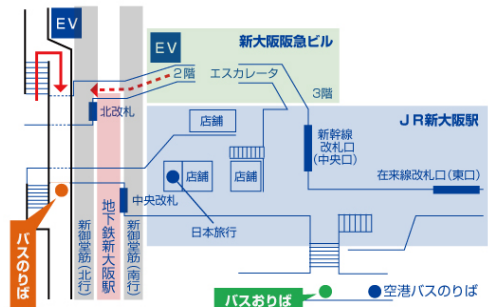 EV
EV
新大阪阪急ビル
2階
エスカレータ
3階
北改札
店舗
JR新大阪駅
新幹線
改札口
(中央口)
店舗
店舗
在来線改札口(東口)
中央改札
日本旅行
バスのりば
新御堂筋(北行)
地下鉄新大阪駅
新御堂筋(南行)
バスおりば
空港バスのりば